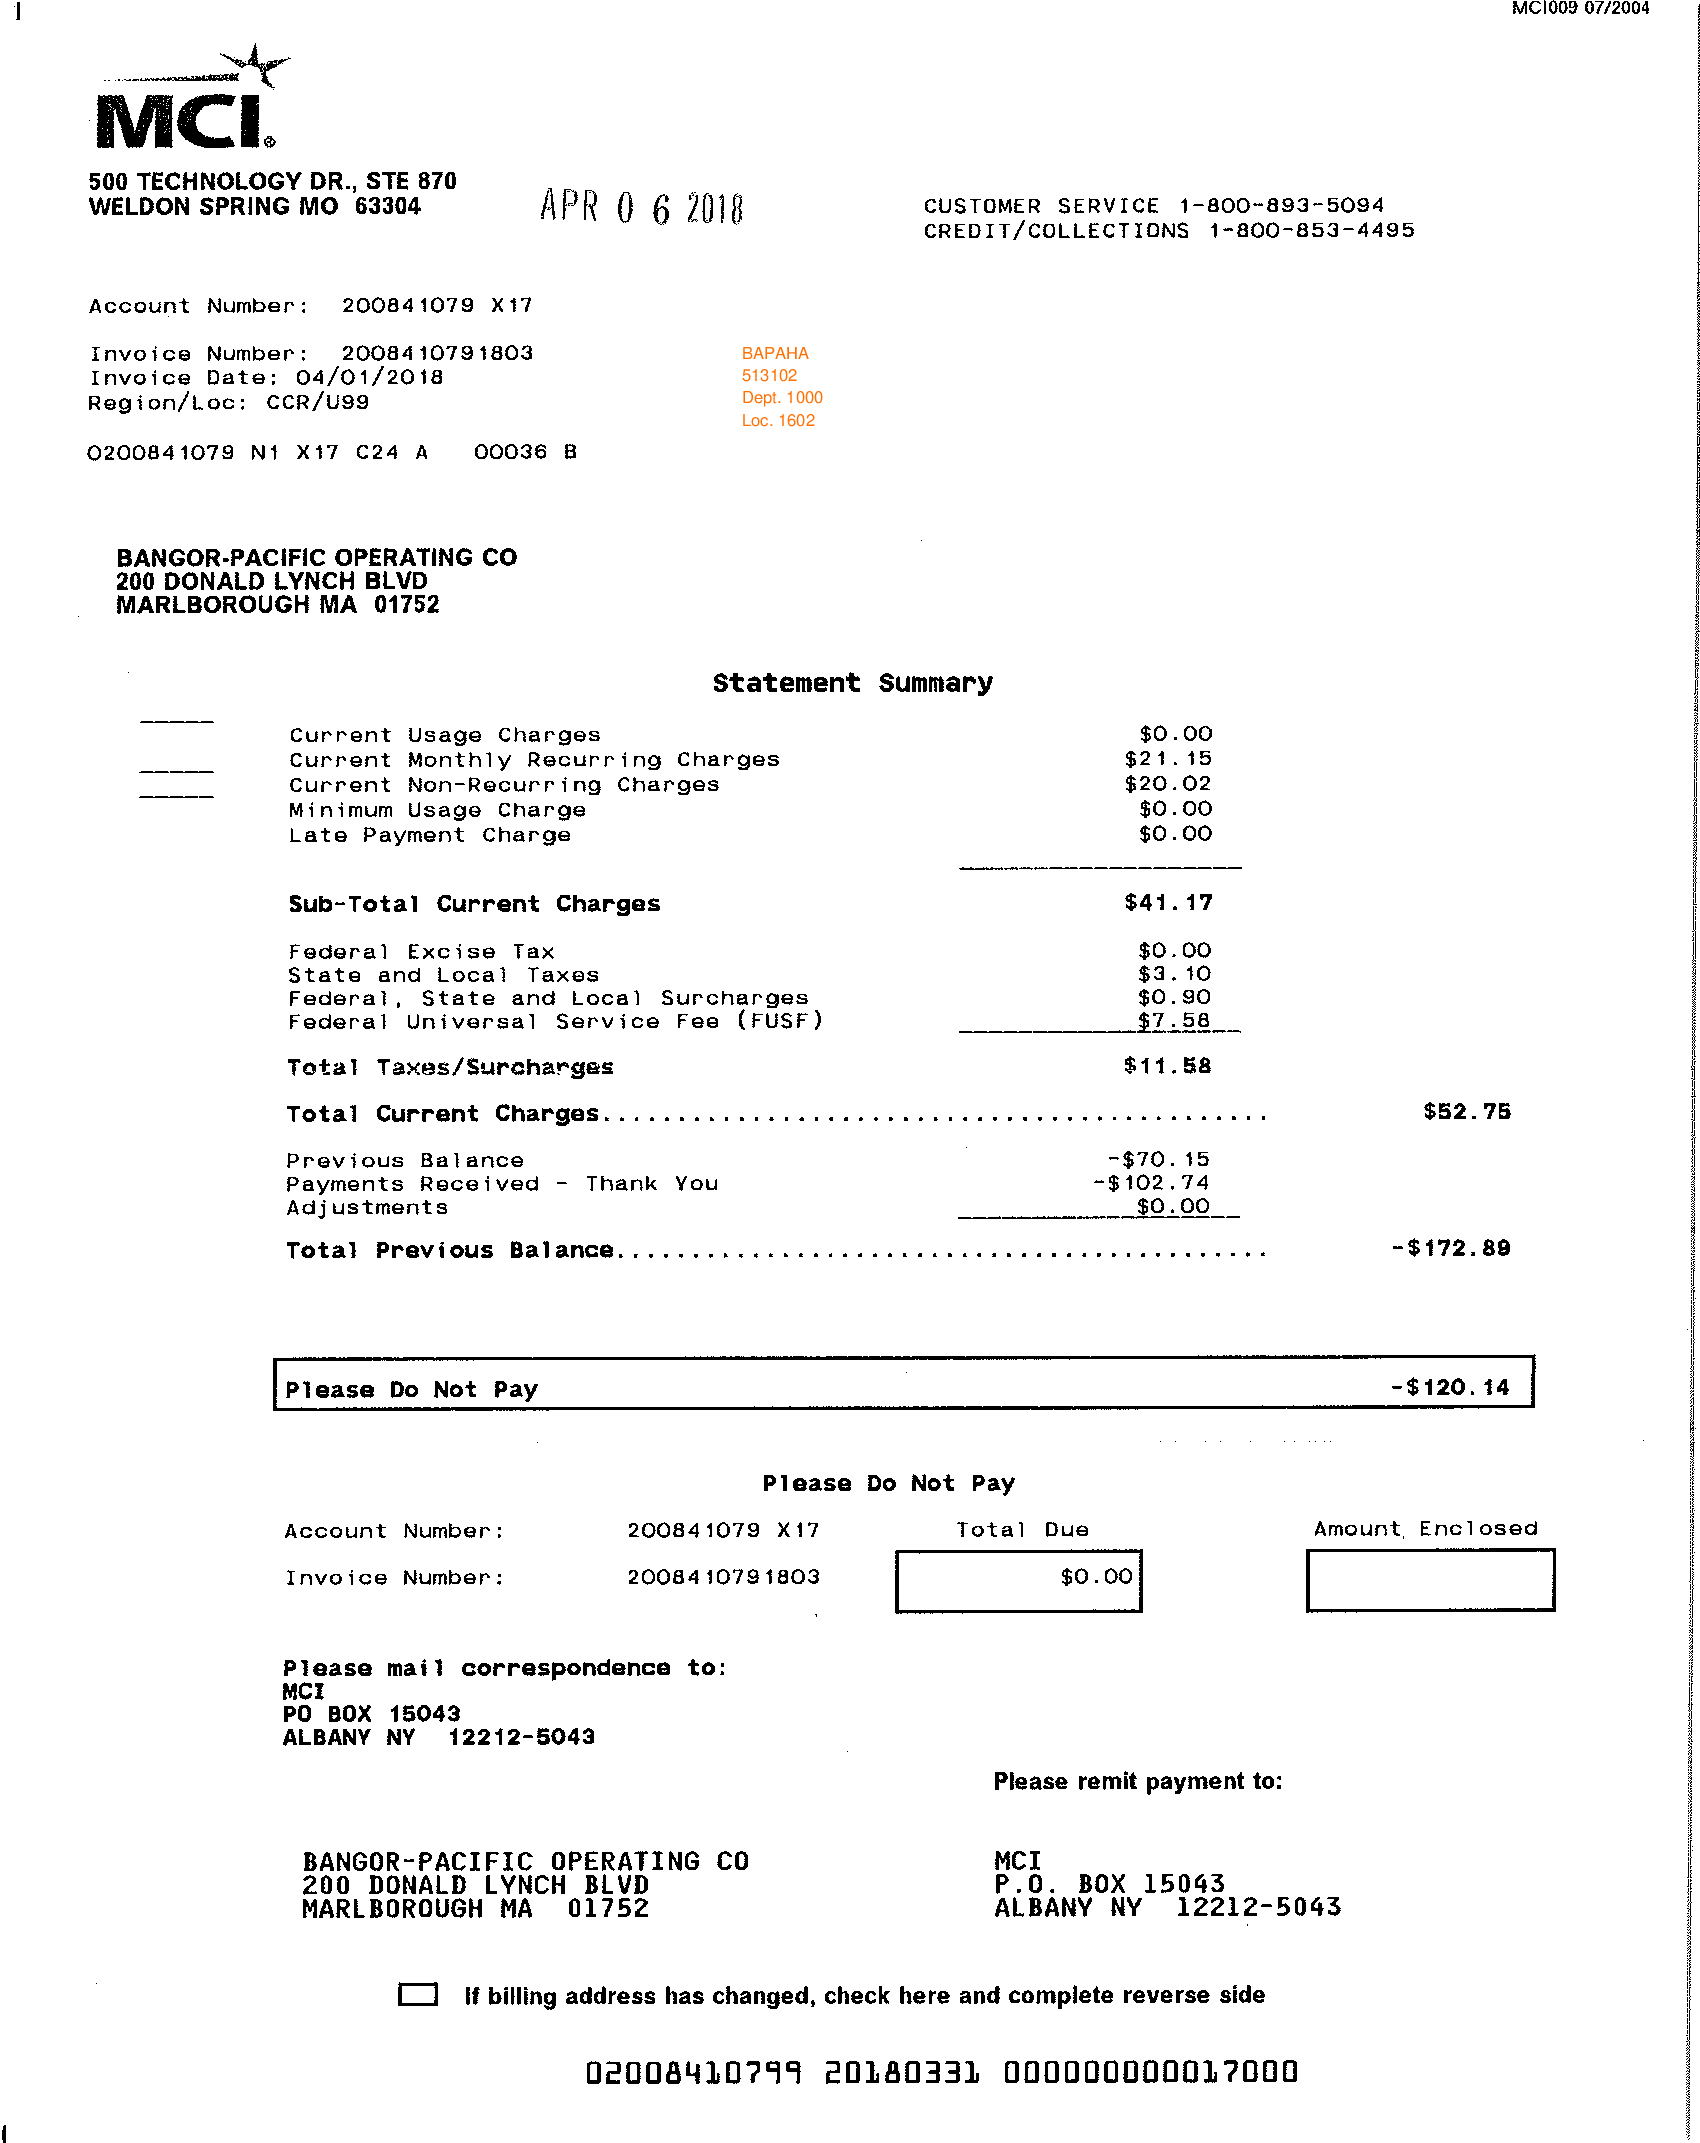 MCI009 07/2004
MCI®
500 TECHNOLOGY DR., STE 870
WELDON SPRING MO 63304
APR 06 2018
CUSTOMER SERVICE 1-800-893-5094
CREDIT/COLLECTIONS 1-800-853-4495
Account Number: 200841079 X17
Invoice Number: 2008410791803
Invoice Date: 04/01/2018
Region/Loc: CCR/U99
BAPAHA
513102
Dept. 1000
Loc. 1602
0200841079 N1 X17 C24 A 00036 B
BANGOR-PACIFIC OPERATING CO
200 DONALD LYNCH BLVD
MARLBOROUGH MA 01752
Statement Summary
Current Usage Charges $0.00
Current Monthly Recurring Charges $21.15
Current Non-Recurring Charges $20.02
Minimum Usage Charge $0.00
Late Payment Charge $0.00
Sub-Total Current Charges $41.17
Federal Excise Tax $0.00
State and Local Taxes $3.10
Federal, State and Local Surcharges $0.90
Federal Universal Service Fee (FUSF) $7.58
Total Taxes/Surcharges $11.58
Total Current Charges............................................. $52.75
Previous Balance -$70.15
Payments Received - Thank You -$102.74
Adjustments $0.00
Total Previous Balance............................................ -$172.89
Please Do Not Pay -$120.14
Please Do Not Pay
Account Number: 200841079 X17 Total Due Amount Enclosed
Invoice Number: 2008410791803 $0.00
Please mail correspondence to:
MCI
PO BOX 15043
ALBANY NY 12212-5043
Please remit payment to:
BANGOR-PACIFIC OPERATING CO
200 DONALD LYNCH BLVD
MARLBOROUGH MA 01752
MCI
P.O. BOX 15043
ALBANY NY 12212-5043
If billing address has changed, check here and complete reverse side
02008410799 20180331 000000000017000